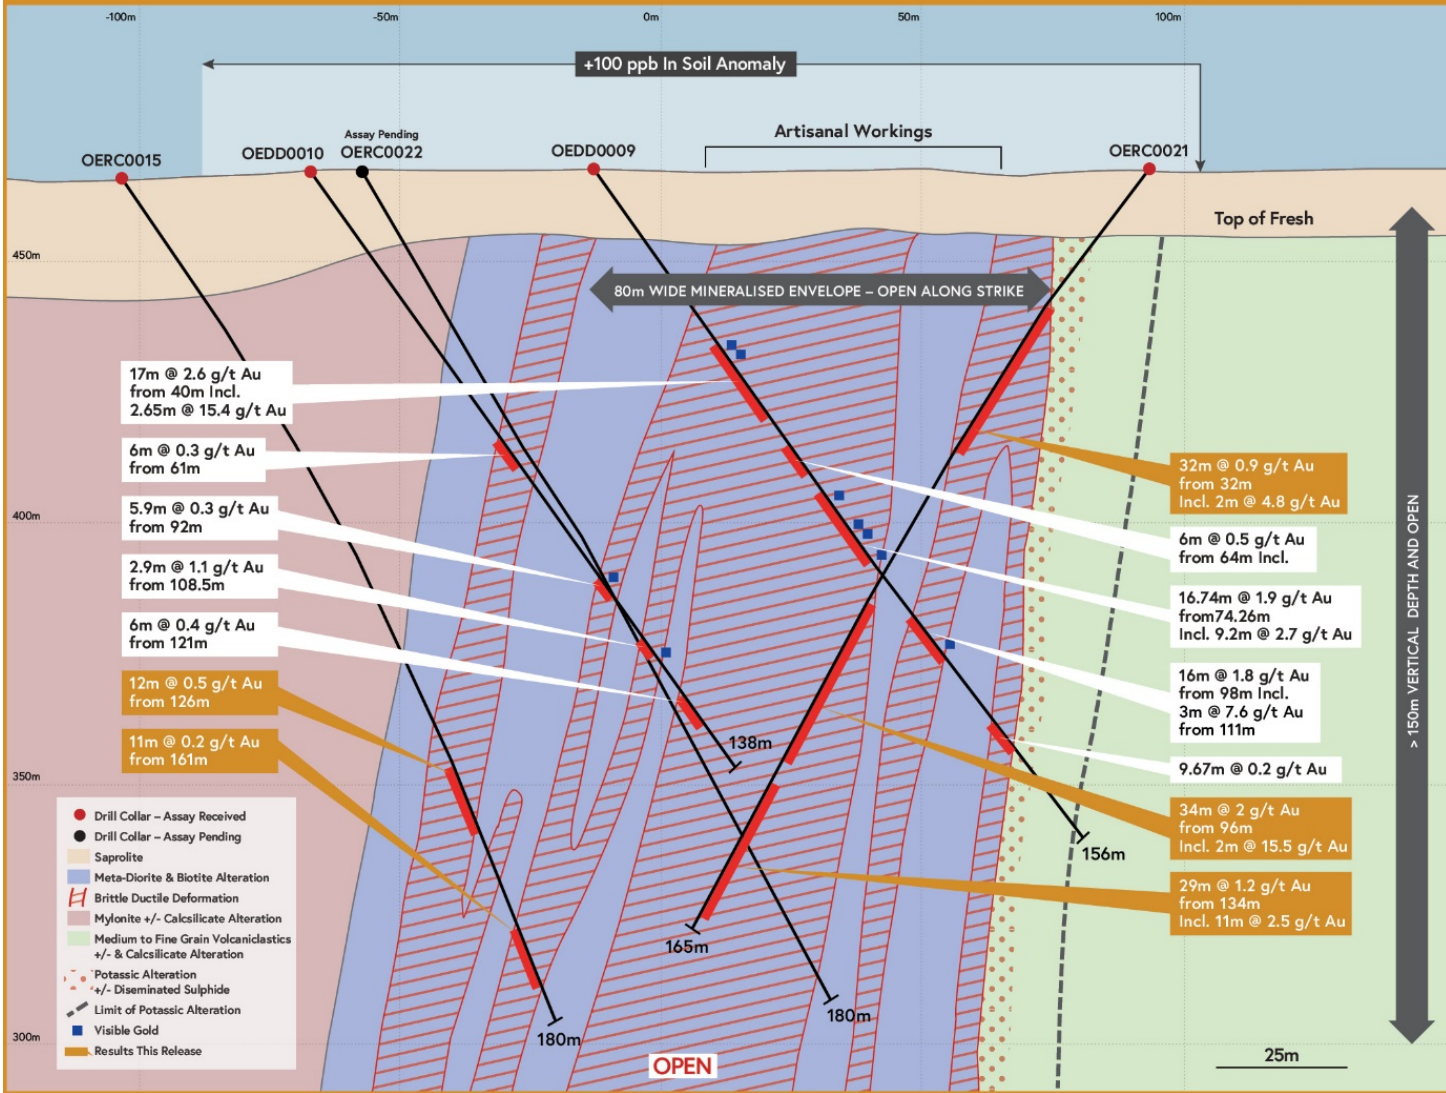 -100m
-50m
0m
50m
100m
+100 ppb In Soil Anomaly
Artisanal Workings
OERC0015
OEDD0010
Assay Pending
OERC0022
OEDD0009
OERC0021
Top of Fresh
450m
400m
350m
300m
80m WIDE MINERALISED ENVELOPE – OPEN ALONG STRIKE
> 150m VERTICAL DEPTH AND OPEN
17m @ 2.6 g/t Au
from 40m Incl.
2.65m @ 15.4 g/t Au
6m @ 0.3 g/t Au
from 61m
5.9m @ 0.3 g/t Au
from 92m
2.9m @ 1.1 g/t Au
from 108.5m
6m @ 0.4 g/t Au
from 121m
12m @ 0.5 g/t Au
from 126m
11m @ 0.2 g/t Au
from 161m
32m @ 0.9 g/t Au
from 32m
Incl. 2m @ 4.8 g/t Au
6m @ 0.5 g/t Au
from 64m Incl.
16.74m @ 1.9 g/t Au
from74.26m
Incl. 9.2m @ 2.7 g/t Au
16m @ 1.8 g/t Au
from 98m Incl.
3m @ 7.6 g/t Au
from 111m
9.67m @ 0.2 g/t Au
34m @ 2 g/t Au
from 96m
Incl. 2m @ 15.5 g/t Au
29m @ 1.2 g/t Au
from 134m
Incl. 11m @ 2.5 g/t Au
138m
156m
165m
180m
180m
OPEN
25m
Drill Collar – Assay Received
Drill Collar – Assay Pending
Saprolite
Meta-Diorite & Biotite Alteration
Brittle Ductile Deformation
Mylonite +/- Calcsilicate Alteration
Medium to Fine Grain Volcaniclastics
+/- & Calcsilicate Alteration
Potassic Alteration
+/- Diseminated Sulphide
Limit of Potassic Alteration
Visible Gold
Results This Release